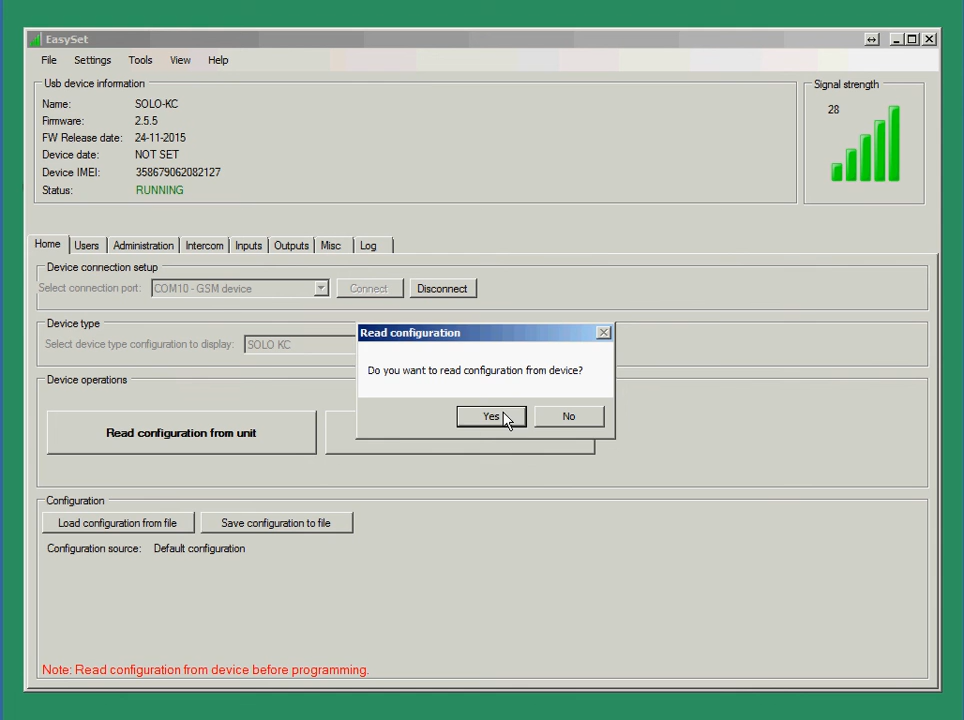 EasySet
File Settings Tools View Help
Usb device information
Name: SOLO-KC
Firmware: 2.5.5
FW Release date: 24-11-2015
Device date: NOT SET
Device IMEI: 358679062082127
Status: RUNNING
Signal strength
28
Home Users Administration Intercom Inputs Outputs Misc Log
Device connection setup
Select connection port: COM10 - GSM device Connect Disconnect
Device type
Select device type configuration to display: SOLO KC
Read configuration
Do you want to read configuration from device?
Yes No
Device operations
Read configuration from unit
Configuration
Load configuration from file Save configuration to file
Configuration source: Default configuration
Note: Read configuration from device before programming.